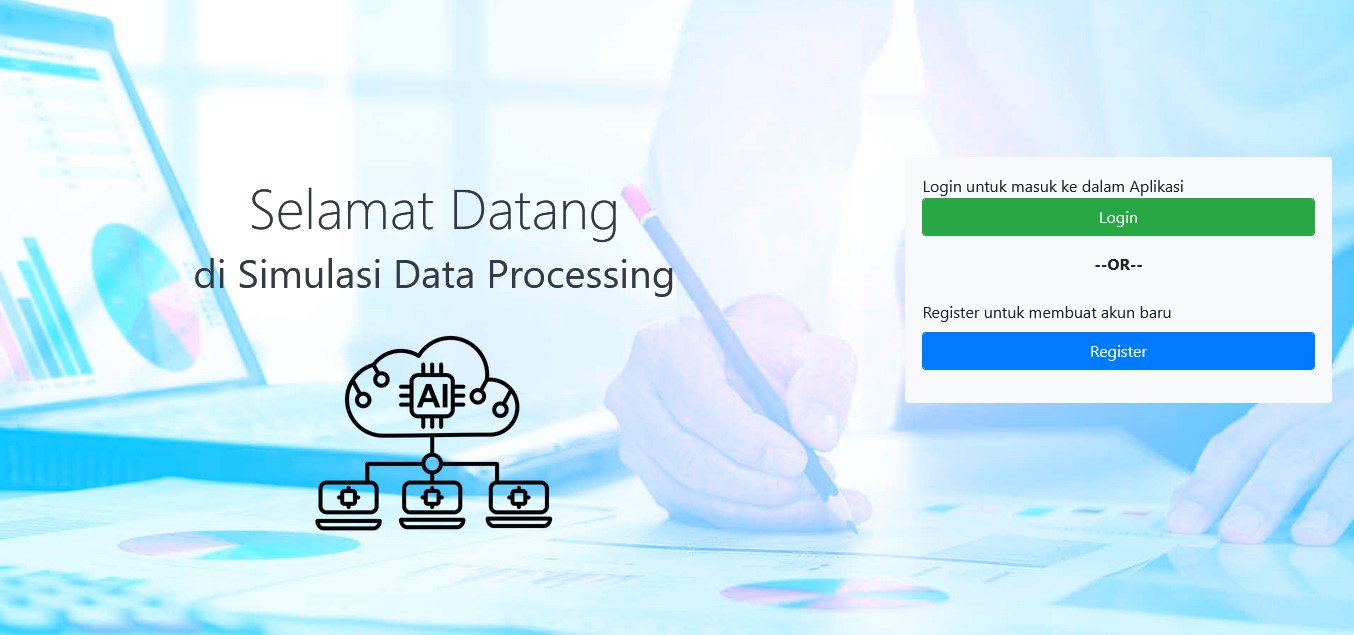 Selamat Datang
di Simulasi Data Processing
AI
Login untuk masuk ke dalam Aplikasi
Login
--OR--
Register untuk membuat akun baru
Register